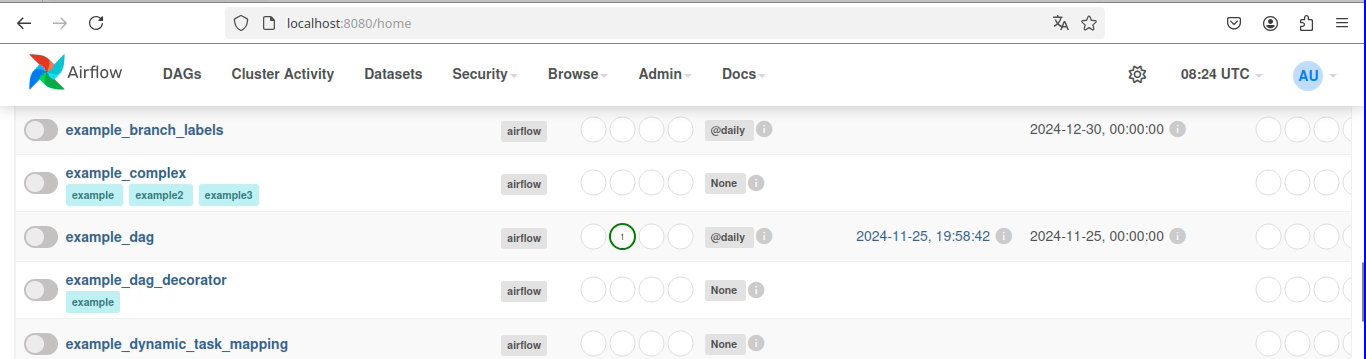 localhost:8080/home
Airflow DAGs Cluster Activity Datasets Security Browse Admin Docs 08:24 UTC AU
example_branch_labels airflow @daily 2024-12-30, 00:00:00
example_complex
airflow None
example example2 example3
example_dag airflow 1 @daily 2024-11-25, 19:58:42 2024-11-25, 00:00:00
example_dag_decorator
airflow None
example
example_dynamic_task_mapping airflow None